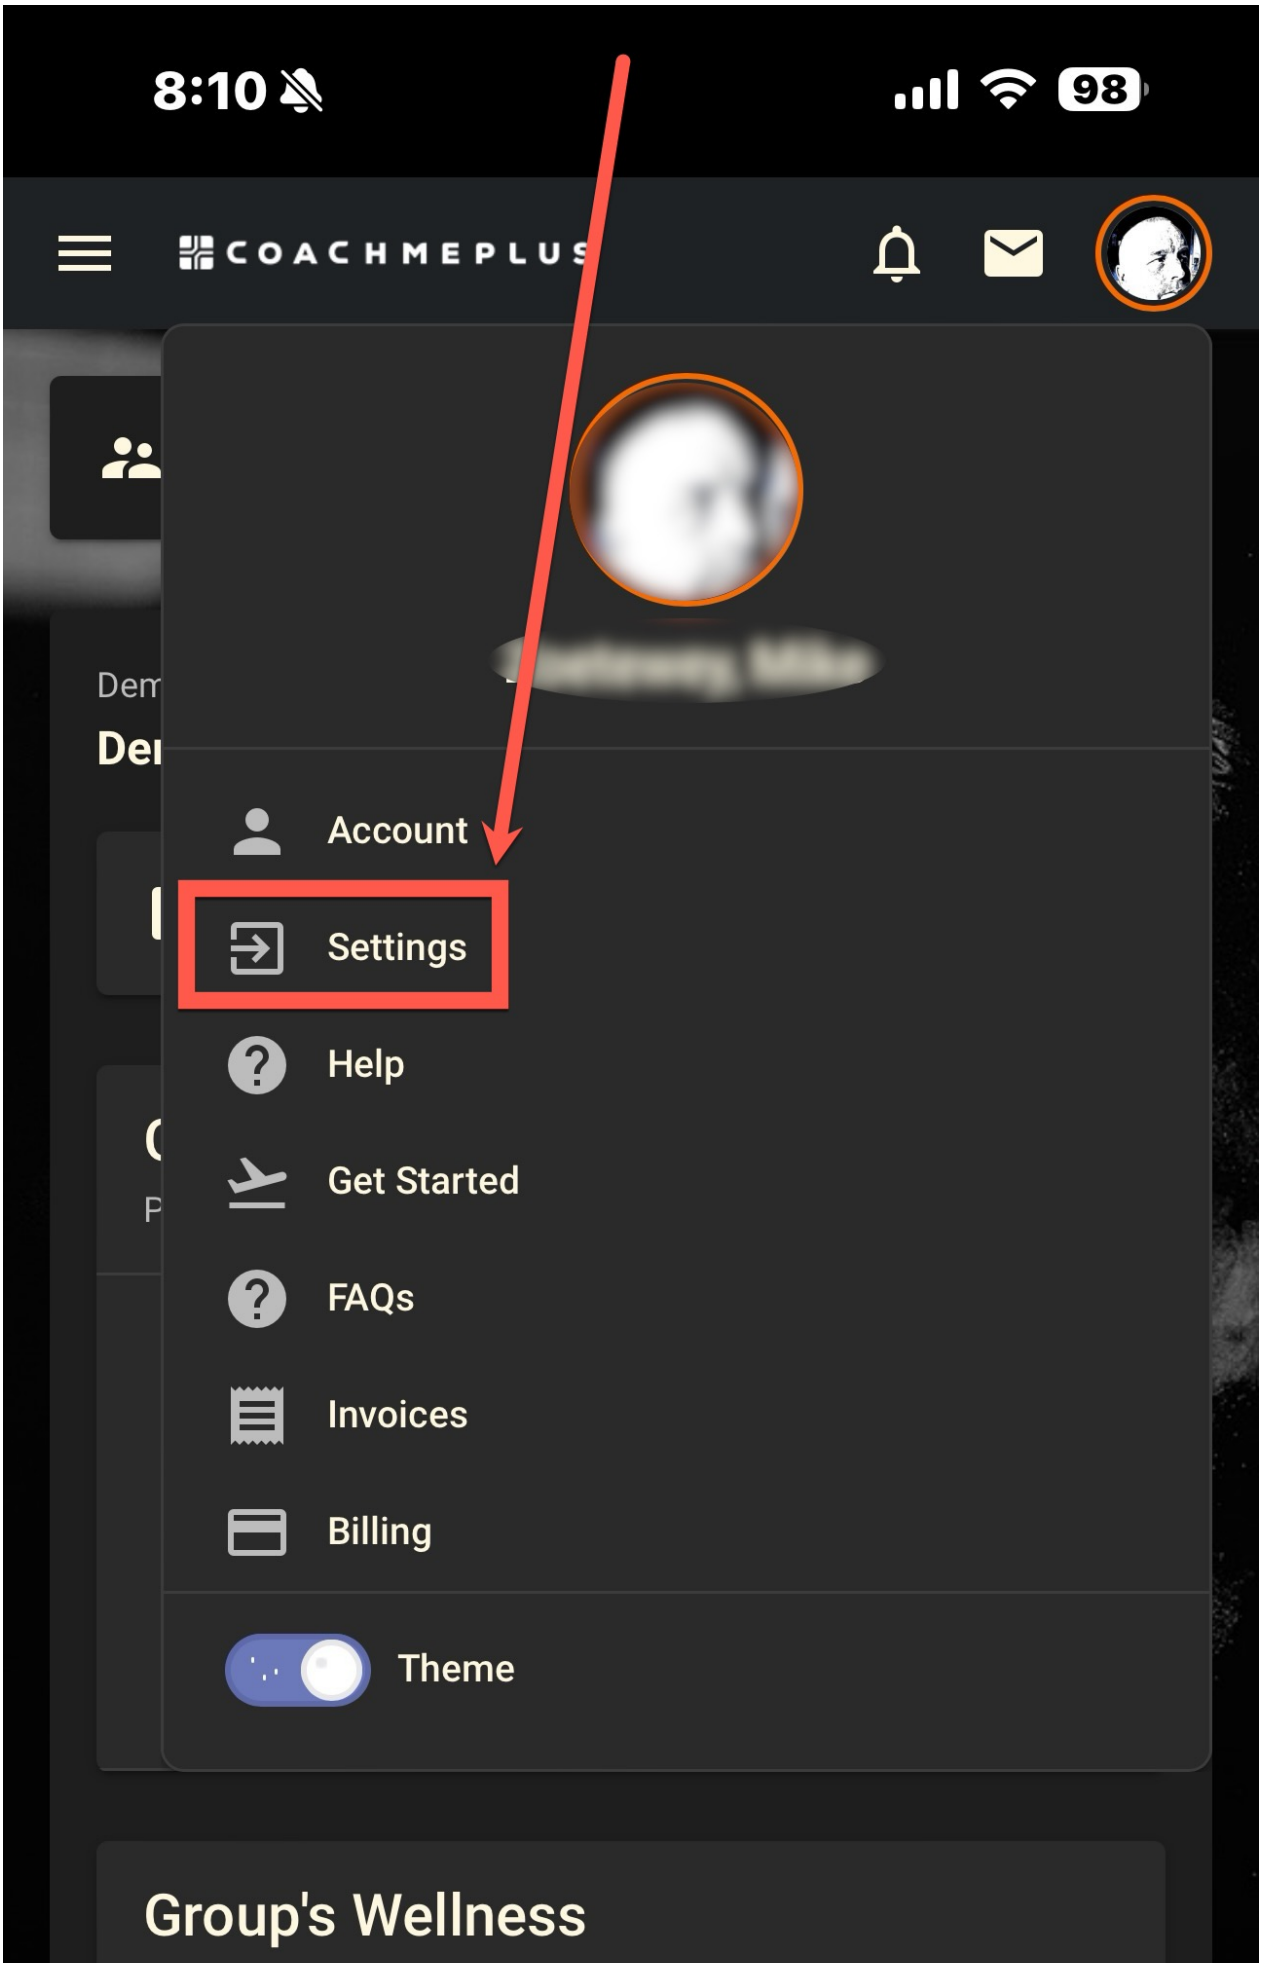 8:10
98
COACHMEPLUS
Dem
Der
Account
Settings
Help
Get Started
FAQs
Invoices
Billing
Theme
Group's Wellness